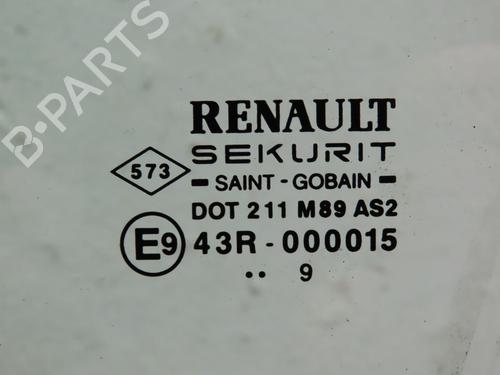 B-PARTS
RENAULT
SEKURIT
573
- SAINT - GOBAIN -
DOT 211 M89 AS2
E9 43R - 000015
.. 9